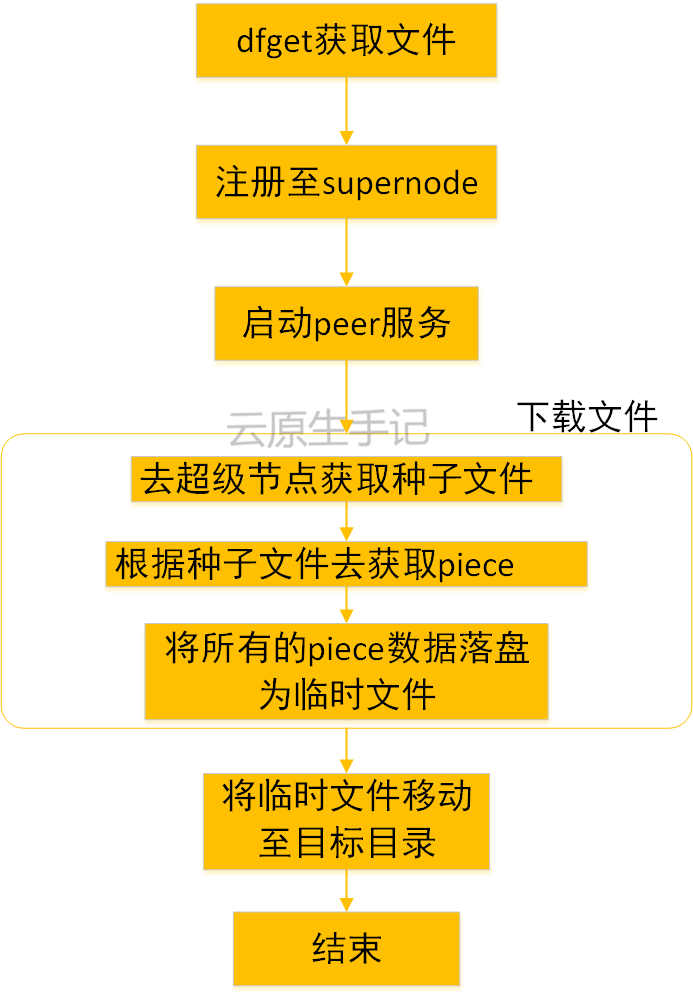 dfget获取文件
注册至supernode
启动peer服务
云原生手记
下载文件
去超级节点获取种子文件
根据种子文件去获取piece
将所有的piece数据落盘
为临时文件
将临时文件移动
至目标目录
结束